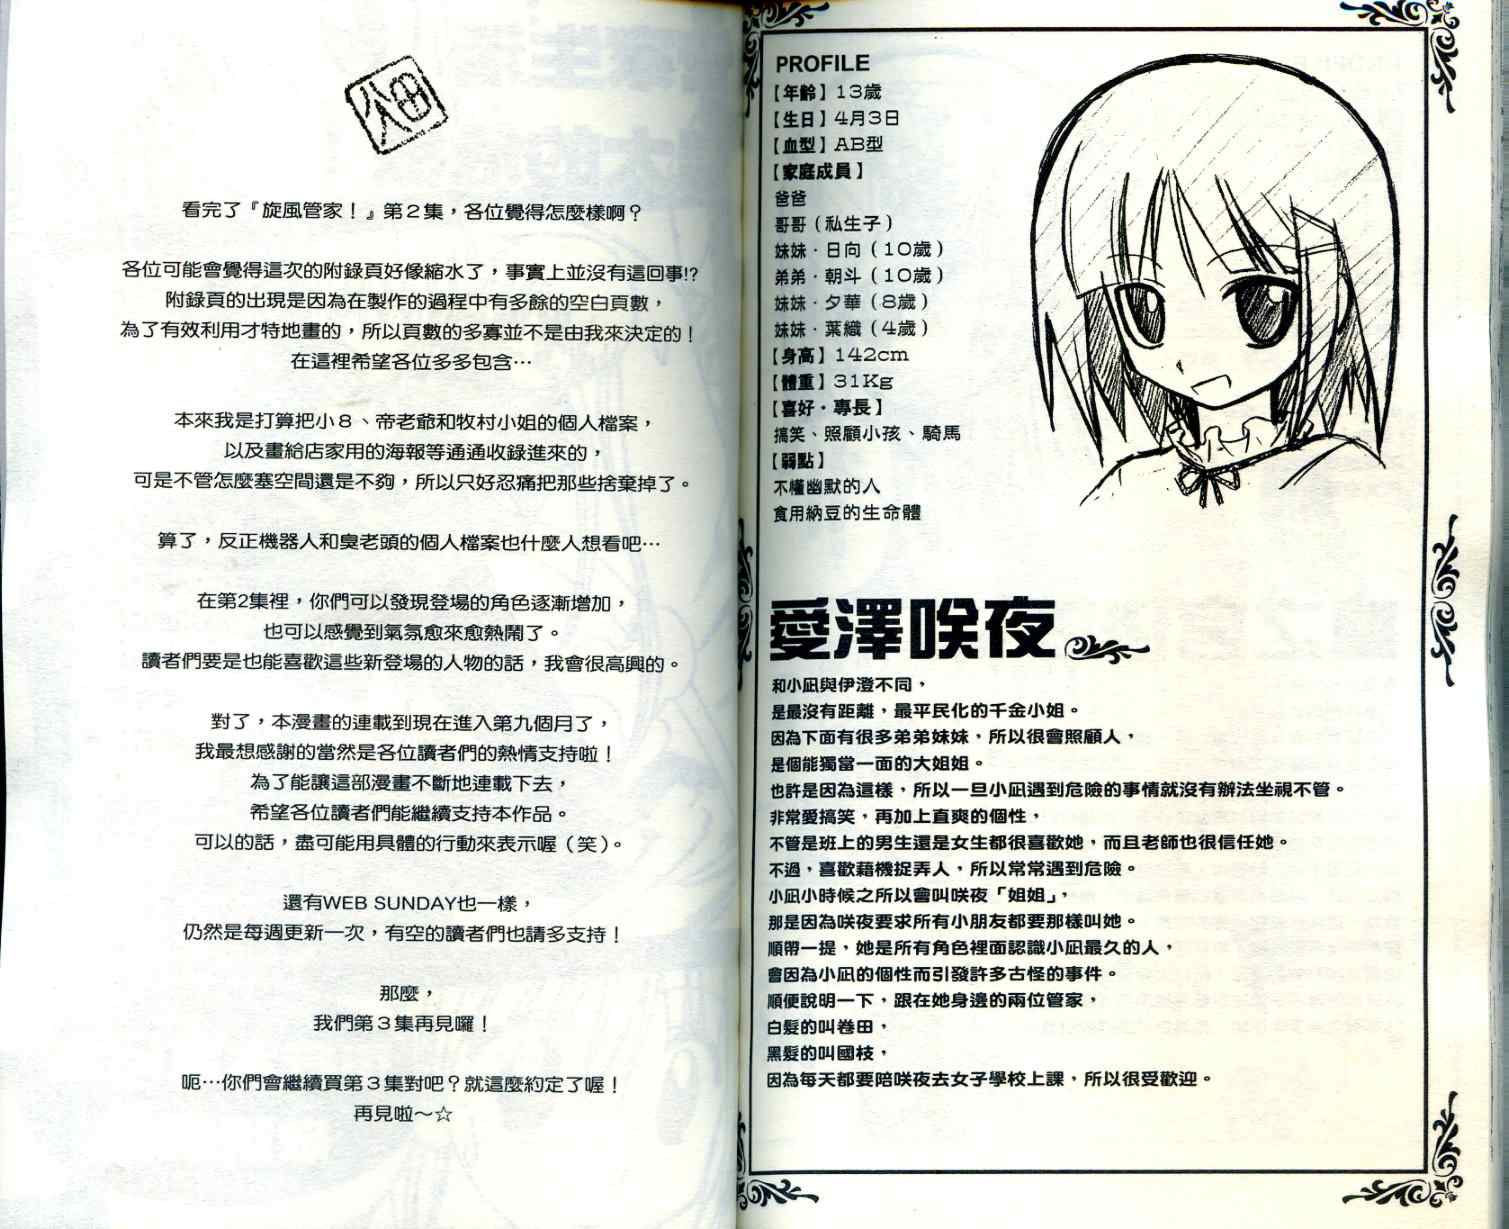 畑
看完了『旋風管家！』第２集，各位覺得怎麼樣啊？
各位可能會覺得這次的附錄頁好像縮水了，事實上並沒有這回事!?
附錄頁的出現是因為在製作的過程中有多餘的空白頁數，
為了有效利用才特地畫的，所以頁數的多寡並不是由我來決定的！
在這裡希望各位多多包含…
本來我是打算把小８、帝老爺和牧村小姐的個人檔案，
以及畫給店家用的海報等通通收錄進來的，
可是不管怎麼塞空間還是不夠，所以只好忍痛把那些捨棄掉了。
算了，反正機器人和臭老頭的個人檔案也什麼人想看吧…
在第2集裡，你們可以發現登場的角色逐漸增加，
也可以感覺到氣氛愈來愈熱鬧了。
讀者們要是也能喜歡這些新登場的人物的話，我會很高興的。
對了，本漫畫的連載到現在進入第九個月了，
我最想感謝的當然是各位讀者們的熱情支持啦！
為了能讓這部漫畫不斷地連載下去，
希望各位讀者們能繼續支持本作品。
可以的話，盡可能用具體的行動來表示喔（笑）。
還有WEB SUNDAY也一樣，
仍然是每週更新一次，有空的讀者們也請多支持！
那麼，
我們第３集再見囉！
呃…你們會繼續買第３集對吧？就這麼約定了喔！
再見啦～☆
PROFILE
【年齡】13歲
【生日】4月3日
【血型】AB型
【家庭成員】
爸爸
哥哥（私生子）
妹妹・日向（10歲）
弟弟・朝斗（10歲）
妹妹・夕華（8歲）
妹妹・葉織（4歲）
【身高】142cm
【體重】31Kg
【喜好・專長】
搞笑、照顧小孩、騎馬
【弱點】
不懂幽默的人
食用納豆的生命體
愛澤咲夜
和小凪與伊澄不同，
是最沒有距離，最平民化的千金小姐。
因為下面有很多弟弟妹妹，所以很會照顧人，
是個能獨當一面的大姐姐。
也許是因為這樣，所以一旦小凪遇到危險的事情就沒有辦法坐視不管。
非常愛搞笑，再加上直爽的個性，
不管是班上的男生還是女生都很喜歡她，而且老師也很信任她。
不過，喜歡藉機捉弄人，所以常常遇到危險。
小凪小時候之所以會叫咲夜「姐姐」，
那是因為咲夜要求所有小朋友都要那樣叫她。
順帶一提，她是所有角色裡面認識小凪最久的人，
會因為小凪的個性而引發許多古怪的事件。
順便說明一下，跟在她身邊的兩位管家，
白髮的叫卷田，
黑髮的叫國枝，
因為每天都要陪咲夜去女子學校上課，所以很受歡迎。